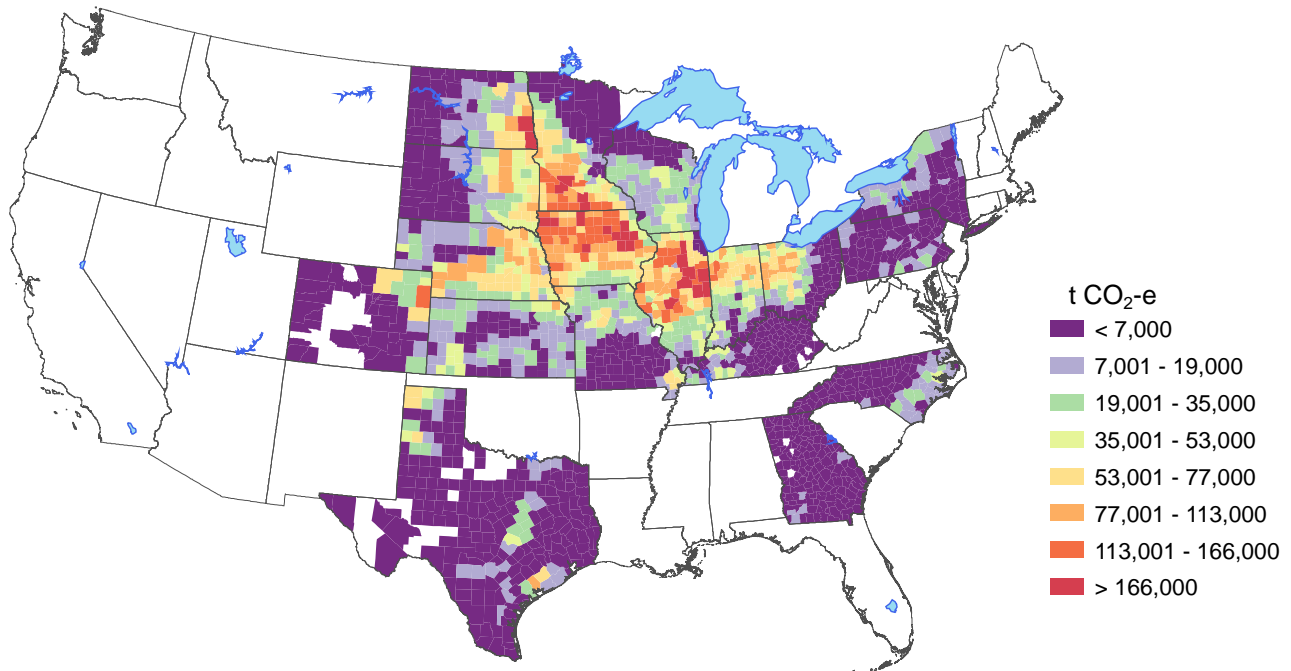 t CO₂-e
< 7,000
7,001 - 19,000
19,001 - 35,000
35,001 - 53,000
53,001 - 77,000
77,001 - 113,000
113,001 - 166,000
> 166,000